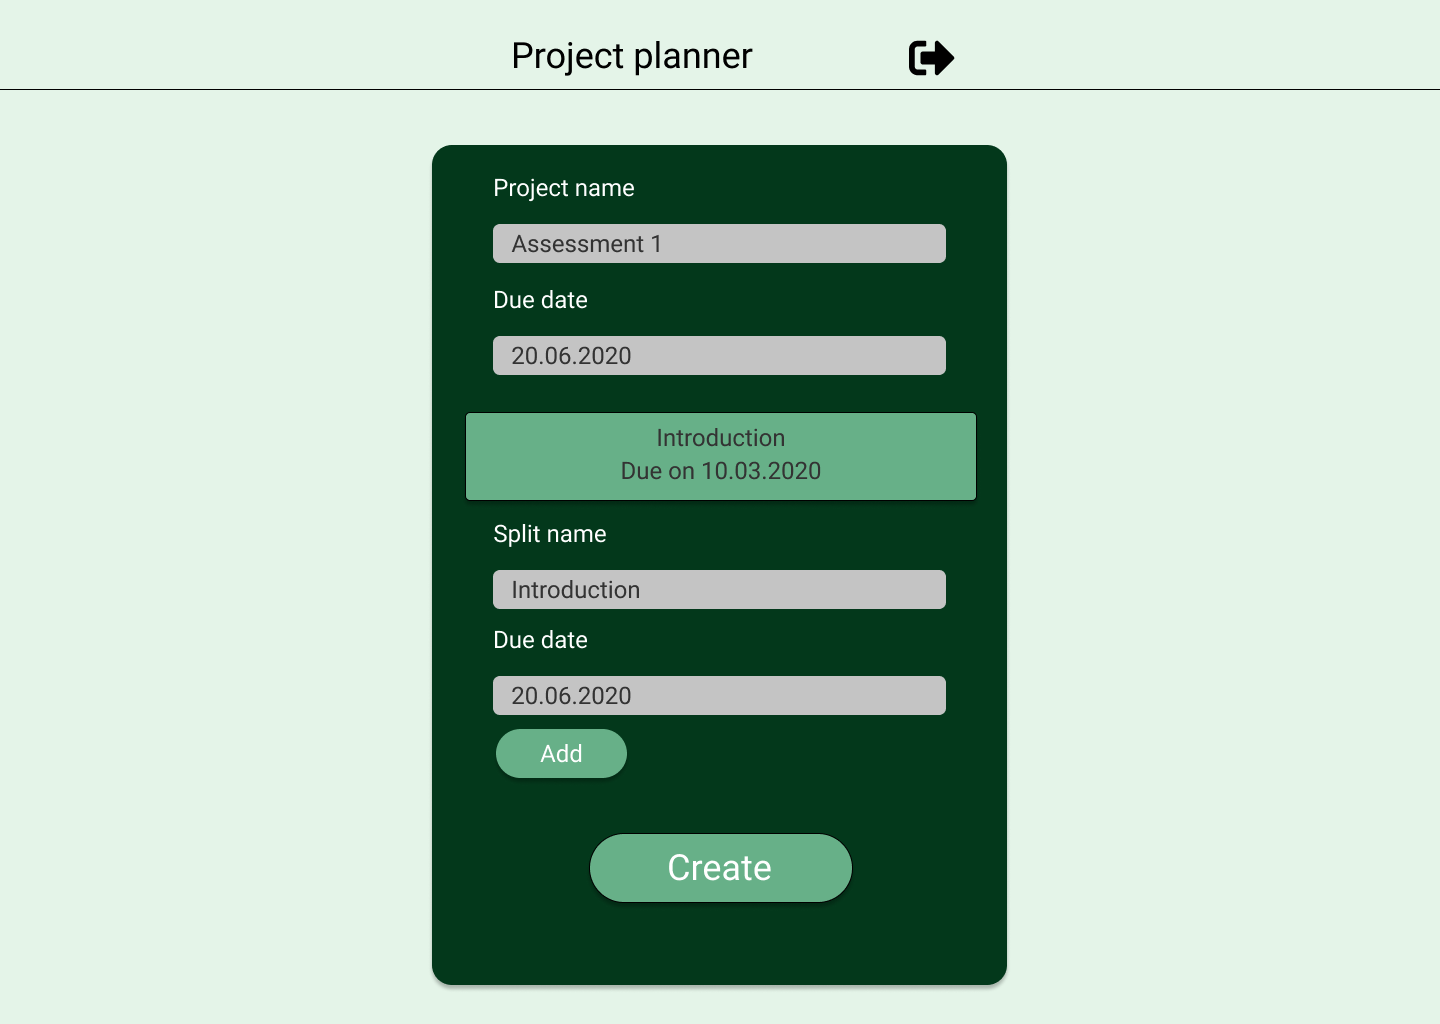 Project planner
Project name
Assessment 1
Due date
20.06.2020
Introduction
Due on 10.03.2020
Split name
Introduction
Due date
20.06.2020
Add
Create